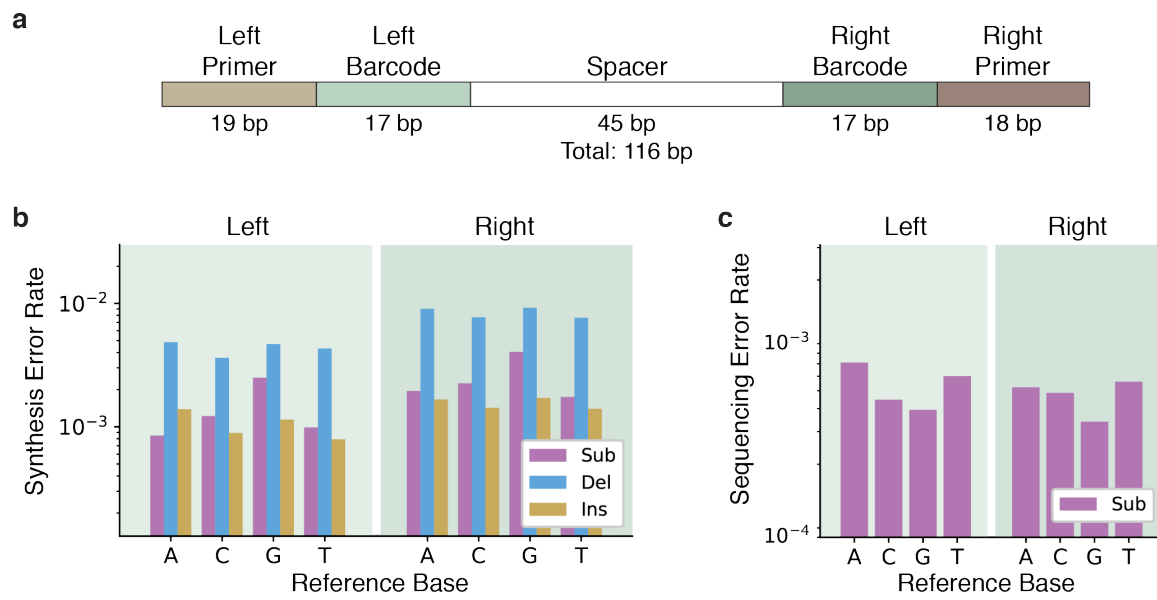 a
Left Primer
Left Barcode
Spacer
Right Barcode
Right Primer
19 bp
17 bp
45 bp
17 bp
18 bp
Total: 116 bp
b
Left
Right
Synthesis Error Rate
10⁻²
10⁻³
Sub
Del
Ins
A C G T
A C G T
Reference Base
c
Left
Right
Sequencing Error Rate
10⁻³
10⁻⁴
Sub
A C G T
A C G T
Reference Base